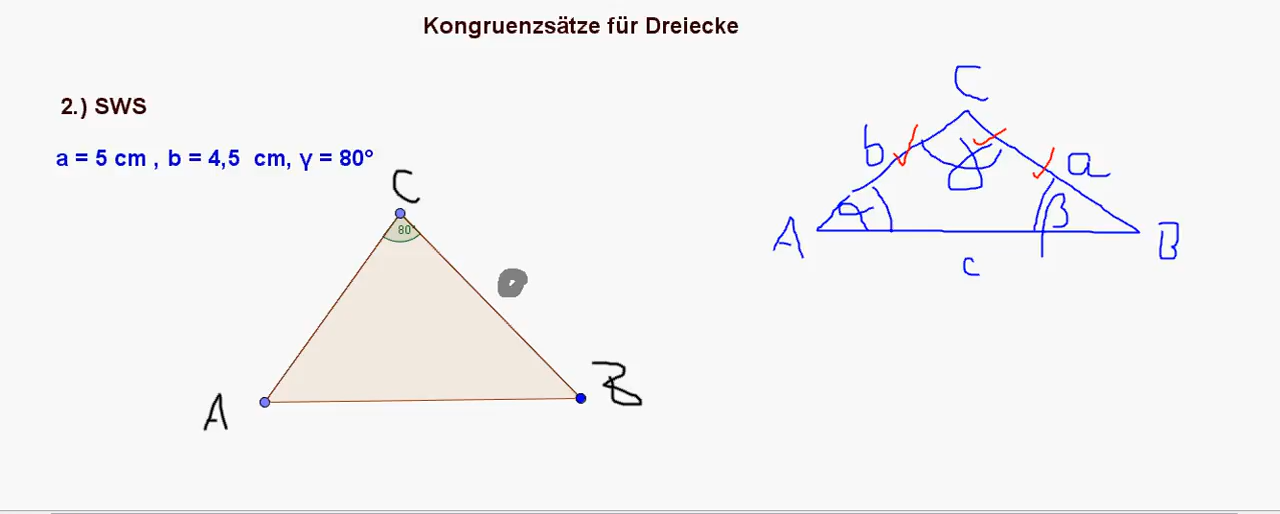 Kongruenzsätze für Dreiecke
2.) SWS
a = 5 cm , b = 4,5 cm, γ = 80°
C
80°
A
B
C
b
γ
a
α
β
A
B
c